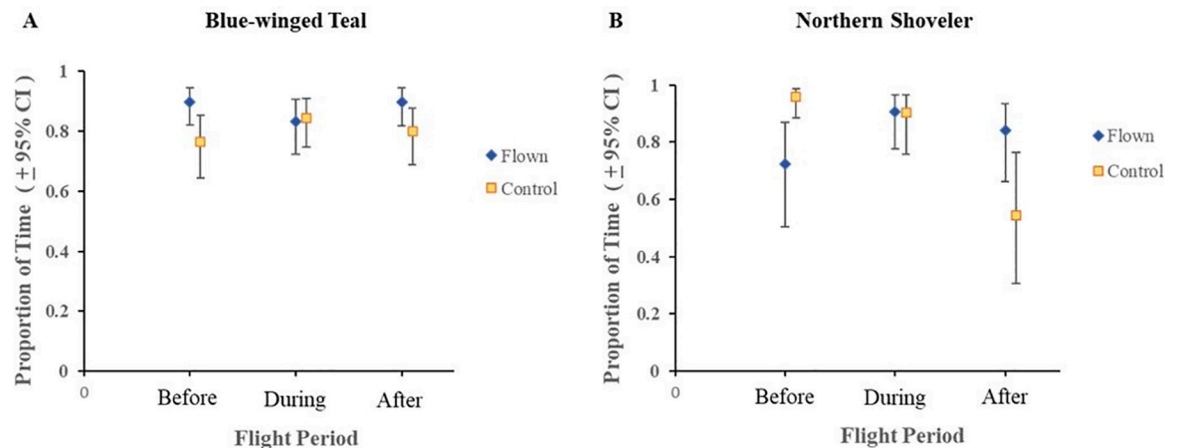 A
Blue-winged Teal
Proportion of Time ( ±95% CI )
1
0.8
0.6
0.4
0.2
0
0
Before
During
After
Flight Period
Flown
Control
B
Northern Shoveler
Proportion of Time ( ±95% CI )
1
0.8
0.6
0.4
0.2
0
0
Before
During
After
Flight Period
Flown
Control